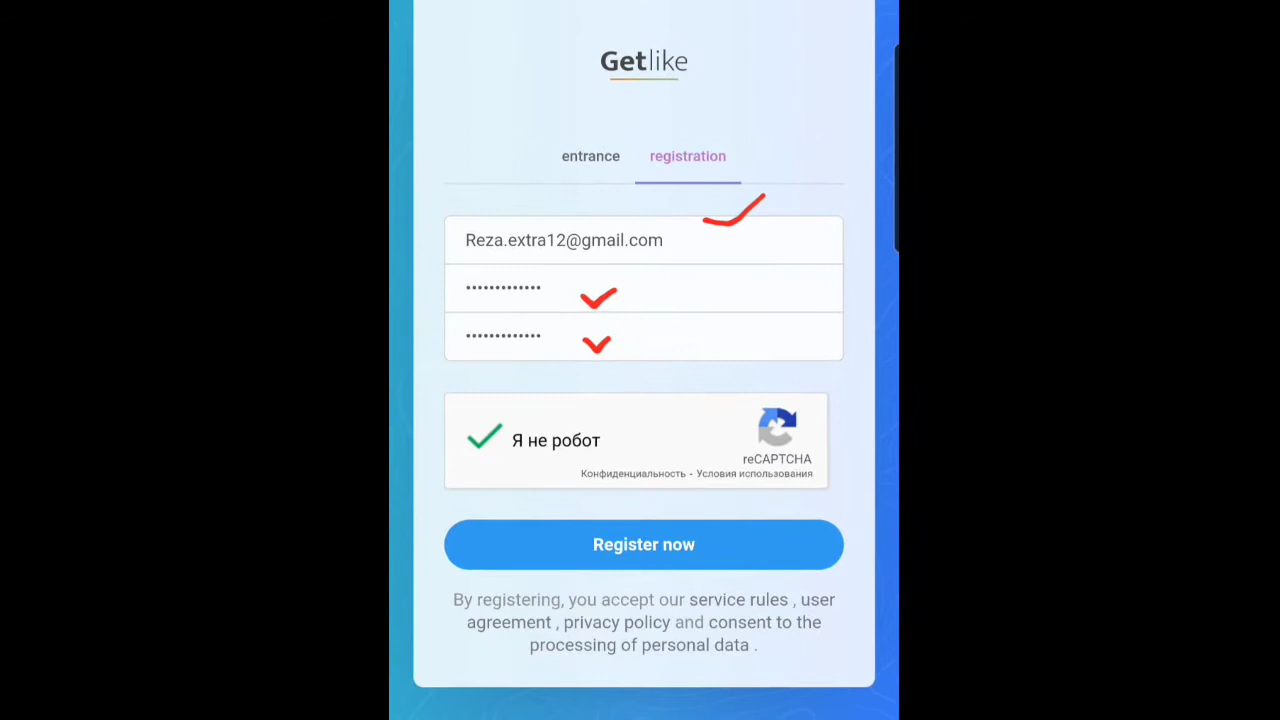 Getlike
entrance registration
Reza.extra12@gmail.com
•••••••••••••
•••••••••••••
Я не робот
reCAPTCHA
Конфиденциальность - Условия использования
Register now
By registering, you accept our service rules , user
agreement , privacy policy and consent to the
processing of personal data .